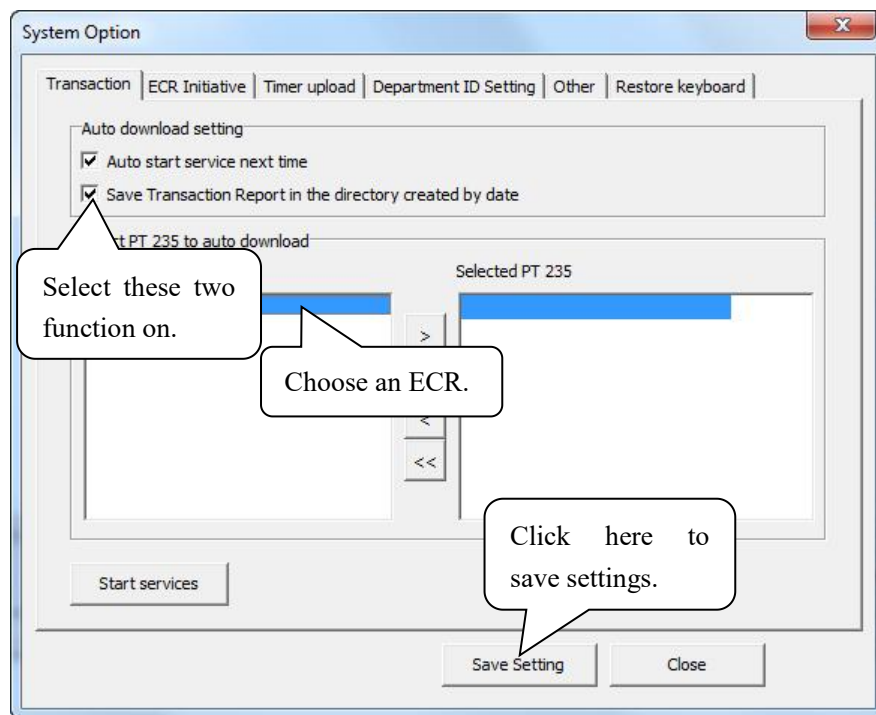 System Option
Transaction ECR Initiative Timer upload Department ID Setting Other Restore keyboard
Auto download setting
Auto start service next time
Save Transaction Report in the directory created by date
PT 235 to auto download
Select these two
function on.
Selected PT 235
>
Choose an ECR.
<
<<
Click here to
save settings.
Start services
Save Setting Close